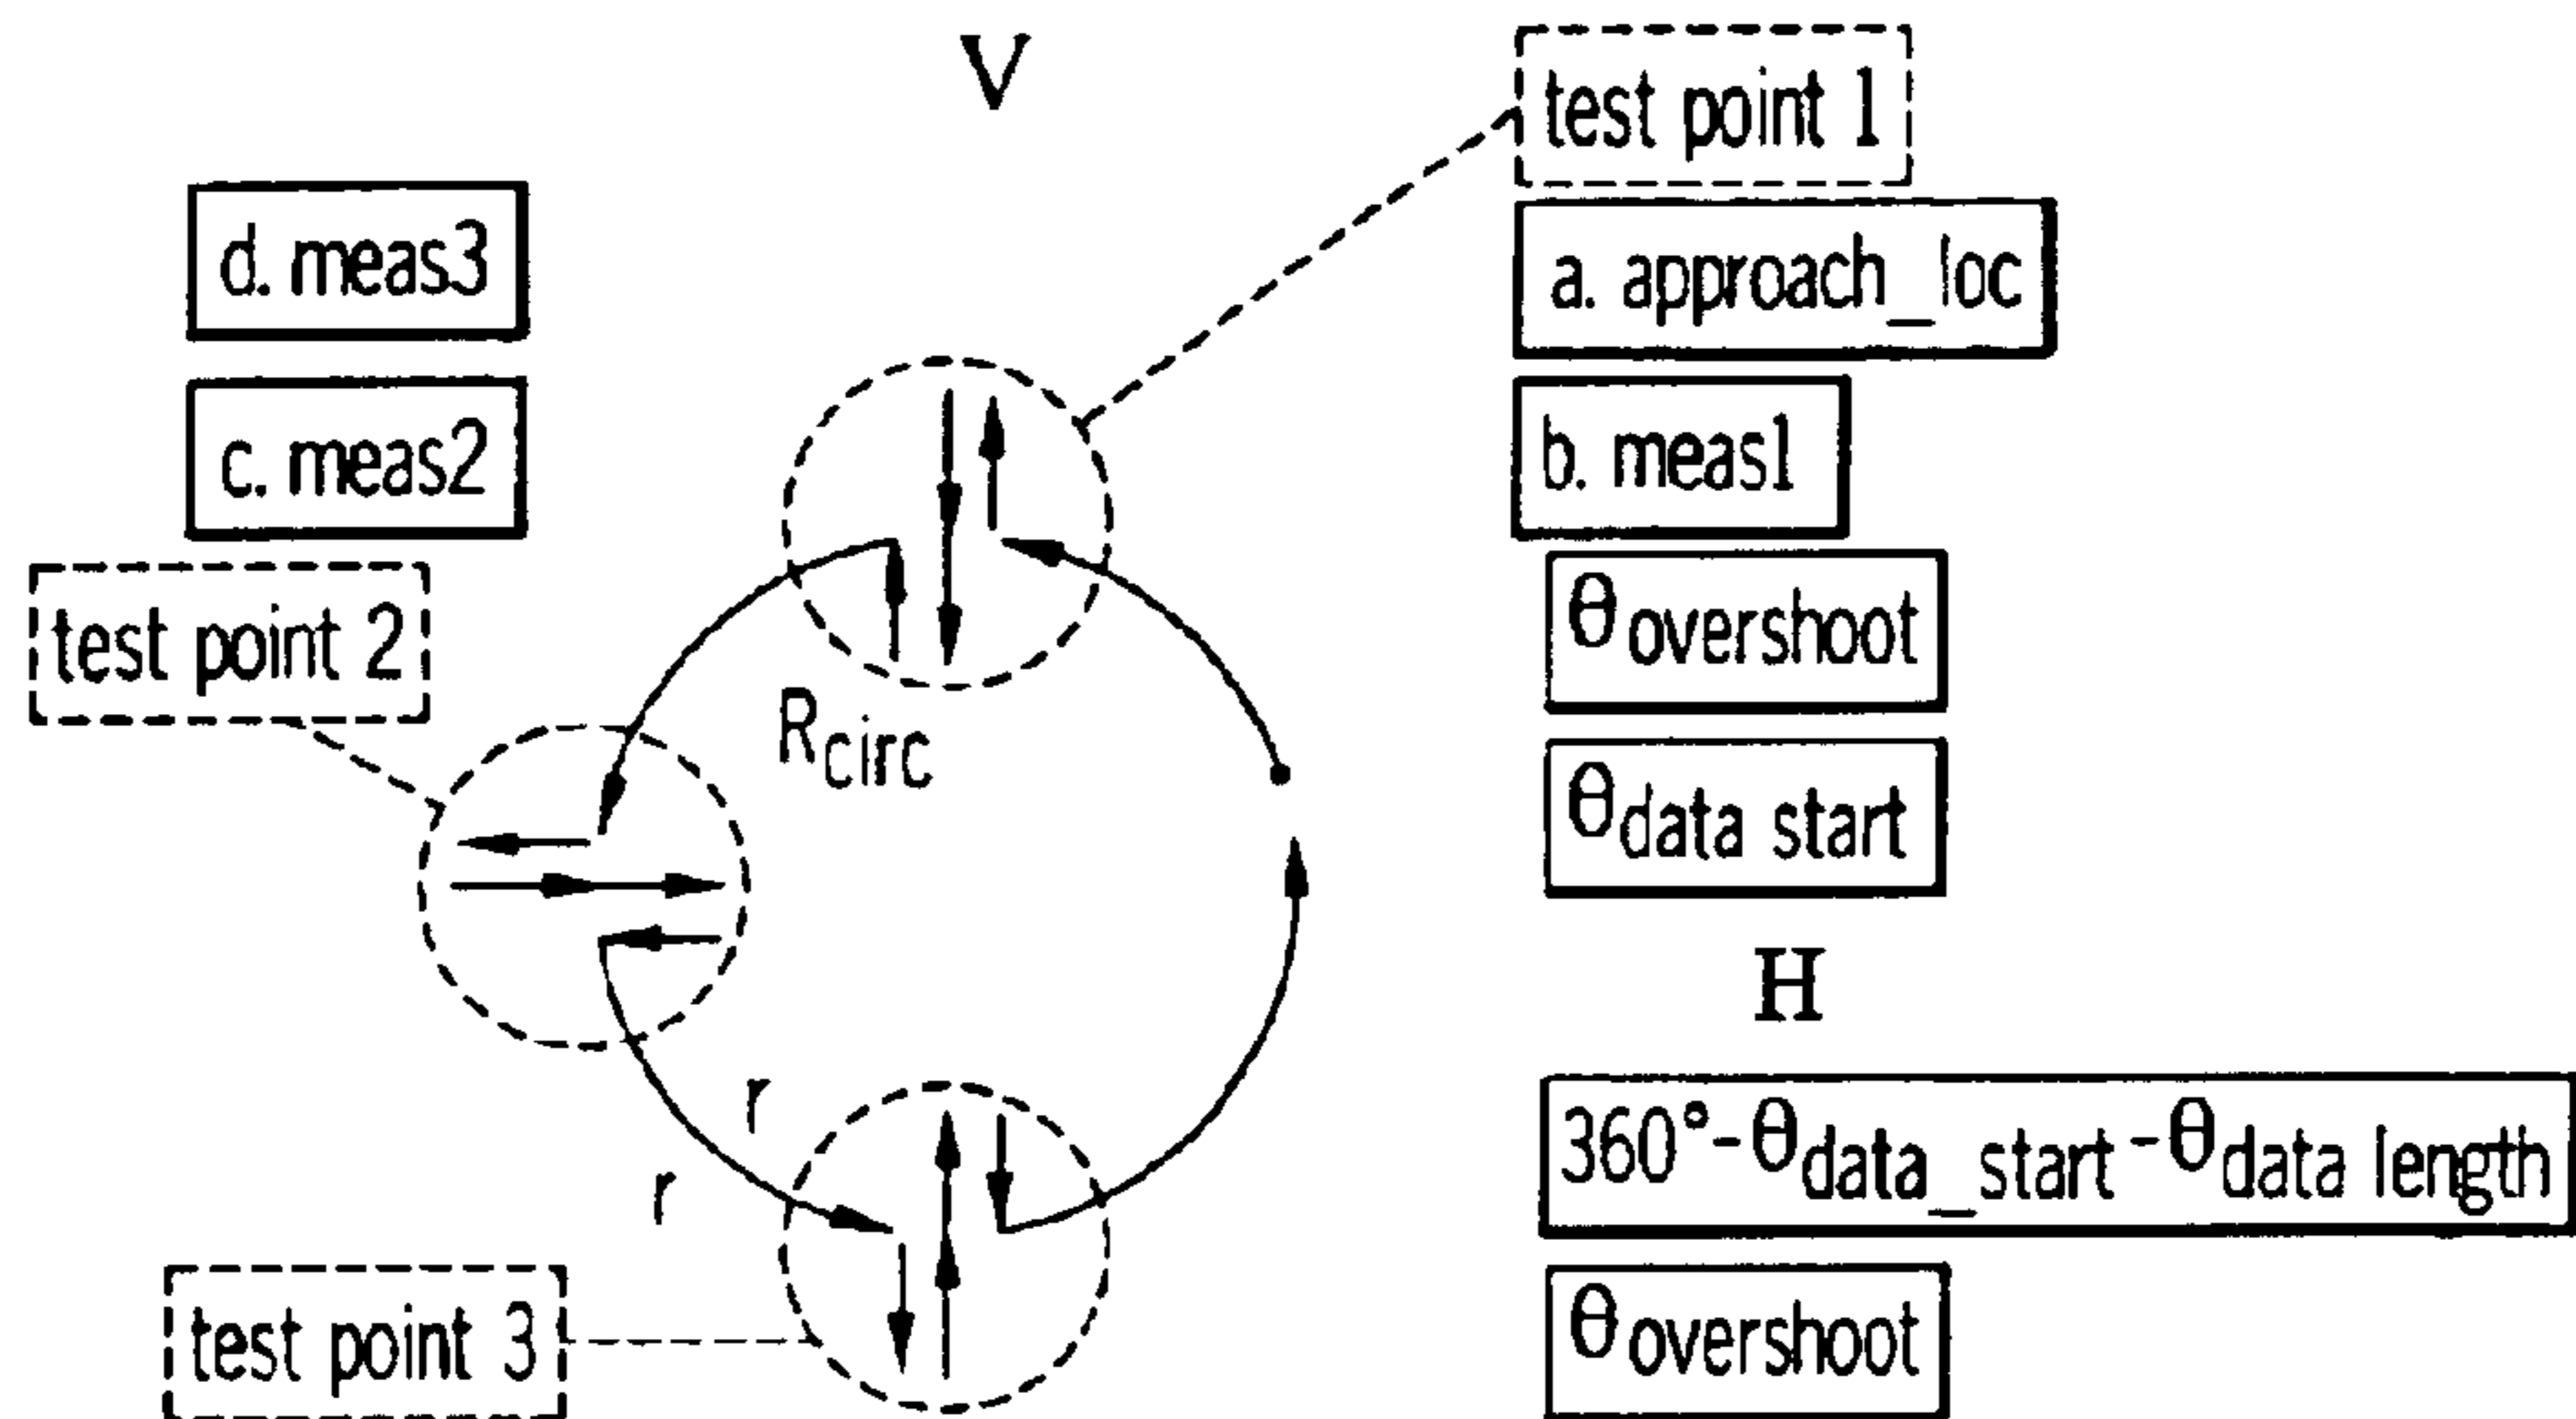 V
test point 1
a. approach_loc
b. meas1
d. meas3
c. meas2
test point 2
θovershoot
θdata start
Rcirc
H
r
r
360°-θdata_start-θdata length
θovershoot
test point 3